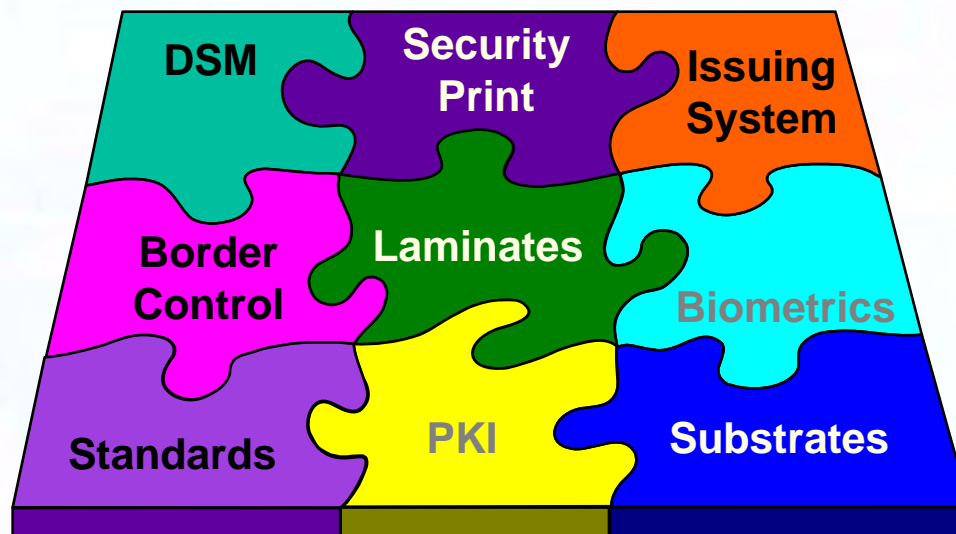 DSM
Security
Print
Issuing
System
Border
Control
Laminates
Biometrics
Standards
PKI
Substrates